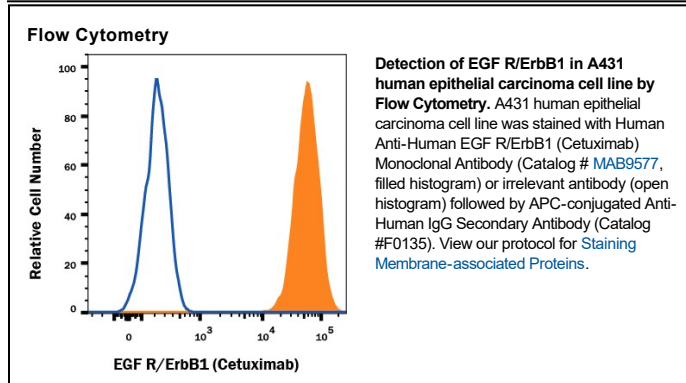 Flow Cytometry
100
80
60
40
20
0
Relative Cell Number
0
10³
10⁴
10⁵
EGF R/ErbB1 (Cetuximab)
Detection of EGF R/ErbB1 in A431
human epithelial carcinoma cell line by
Flow Cytometry. A431 human epithelial
carcinoma cell line was stained with Human
Anti-Human EGF R/ErbB1 (Cetuximab)
Monoclonal Antibody (Catalog # MAB9577,
filled histogram) or irrelevant antibody (open
histogram) followed by APC-conjugated Anti-
Human IgG Secondary Antibody (Catalog
#F0135). View our protocol for Staining
Membrane-associated Proteins.